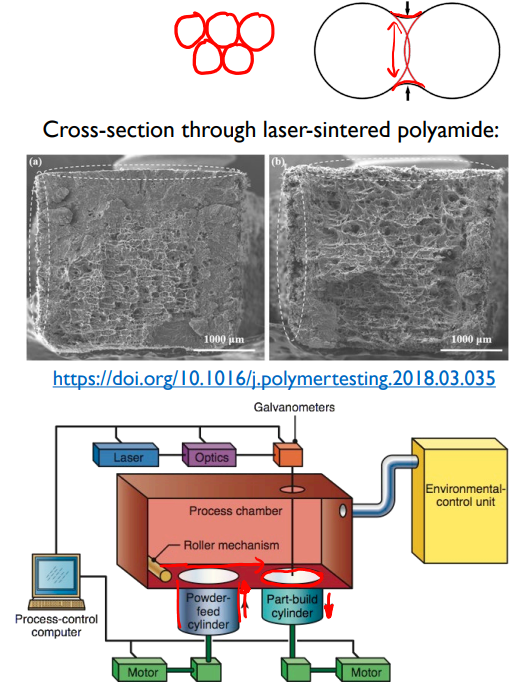 Cross-section through laser-sintered polyamide:
(a)
(b)
1000 µm
1000 µm
https://doi.org/10.1016/j.polymertesting.2018.03.035
Galvanometers
Laser
Optics
Process chamber
Environmental-
control unit
Roller mechanism
Powder-
feed
cylinder
Part-build
cylinder
Process-control
computer
Motor
Motor